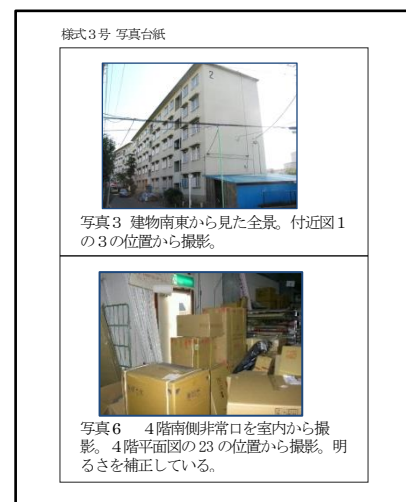 様式３号 写真台紙
2
写真３ 建物南東から見た全景。付近図１
の３の位置から撮影。
写真６　４階南側非常口を室内から撮
影。４階平面図の 23 の位置から撮影。明
るさを補正している。